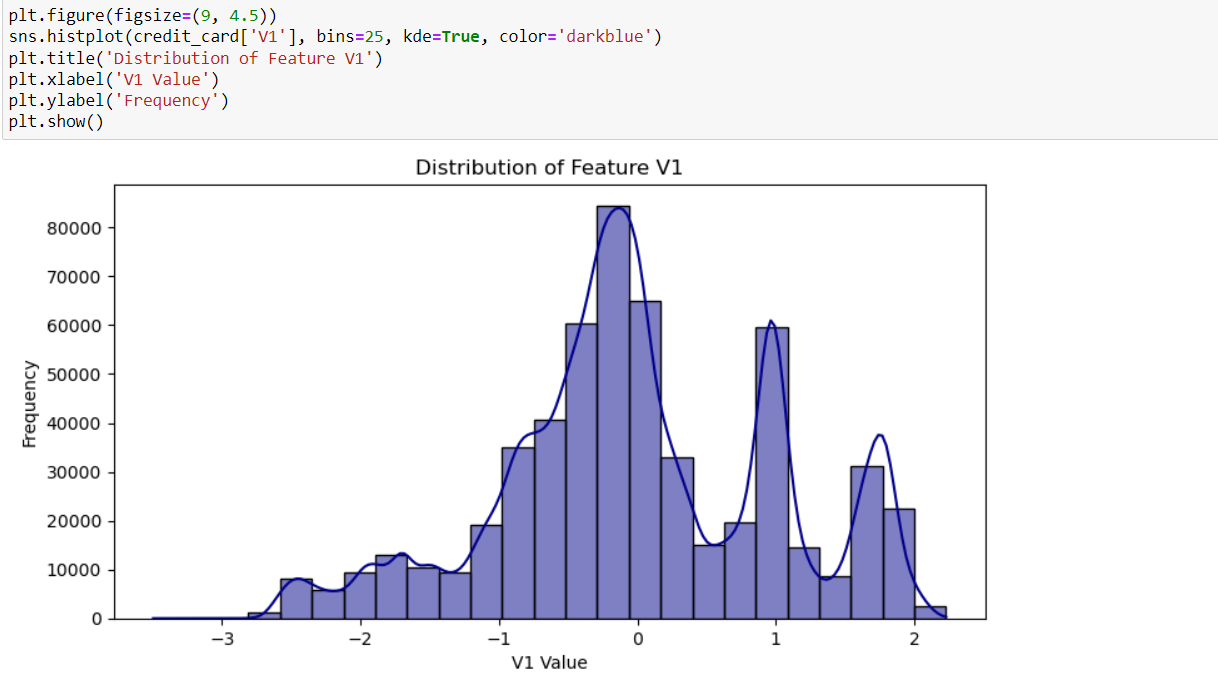 plt.figure(figsize=(9, 4.5))
sns.histplot(credit_card['V1'], bins=25, kde=True, color='darkblue')
plt.title('Distribution of Feature V1')
plt.xlabel('V1 Value')
plt.ylabel('Frequency')
plt.show()
Distribution of Feature V1
80000
70000
60000
50000
40000
30000
20000
10000
0
Frequency
−3 −2 −1 0 1 2
V1 Value